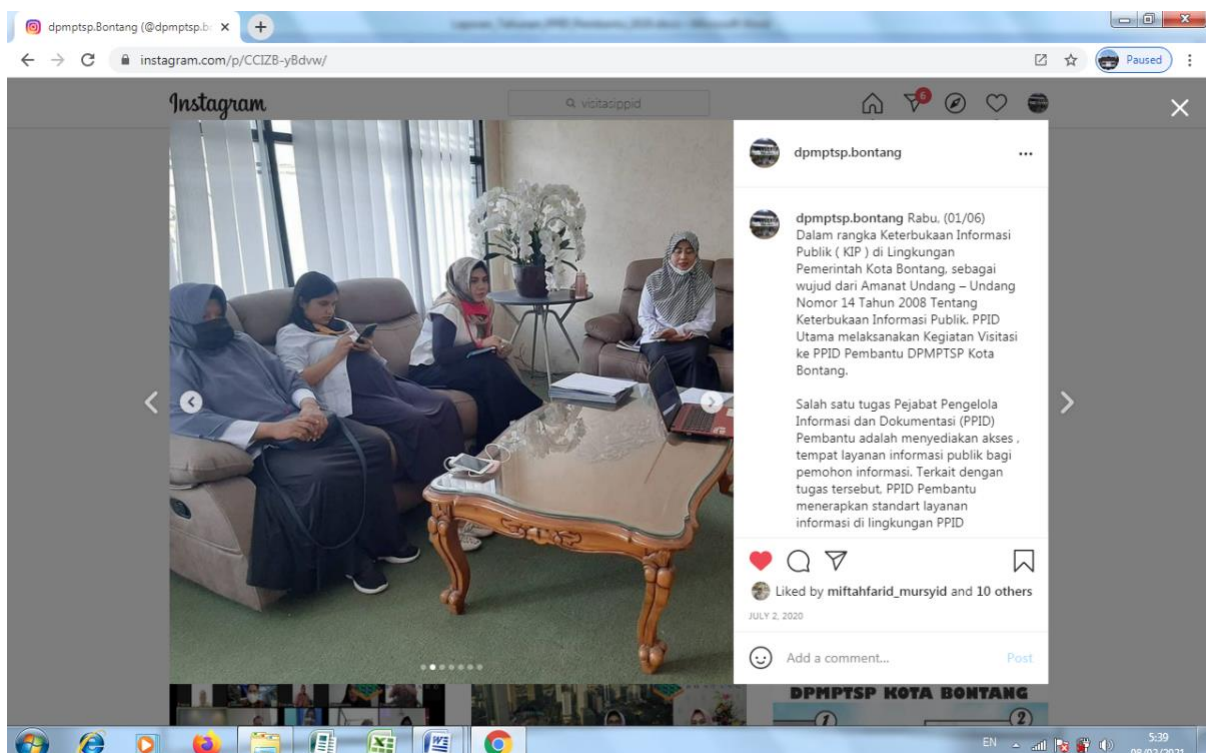 dpmptsp.Bontang (@dpmptsp.b
instagram.com/p/CCIZB-yBdvw/
Paused
Instagram
visitasippid
6
dpmptsp.bontang
dpmptsp.bontang Rabu, (01/06)
Dalam rangka Keterbukaan Informasi
Publik ( KIP ) di Lingkungan
Pemerintah Kota Bontang, sebagai
wujud dari Amanat Undang – Undang
Nomor 14 Tahun 2008 Tentang
Keterbukaan Informasi Publik. PPID
Utama melaksanakan Kegiatan Visitasi
ke PPID Pembantu DPMPTSP Kota
Bontang.
Salah satu tugas Pejabat Pengelola
Informasi dan Dokumentasi (PPID)
Pembantu adalah menyediakan akses ,
tempat layanan informasi publik bagi
pemohon informasi. Terkait dengan
tugas tersebut, PPID Pembantu
menerapkan standart layanan
informasi di lingkungan PPID
Liked by miftahfarid_mursyid and 10 others
JULY 2, 2020
Add a comment...
Post
DPMPTSP KOTA BONTANG
1
2
EN
5:39
08/02/2021